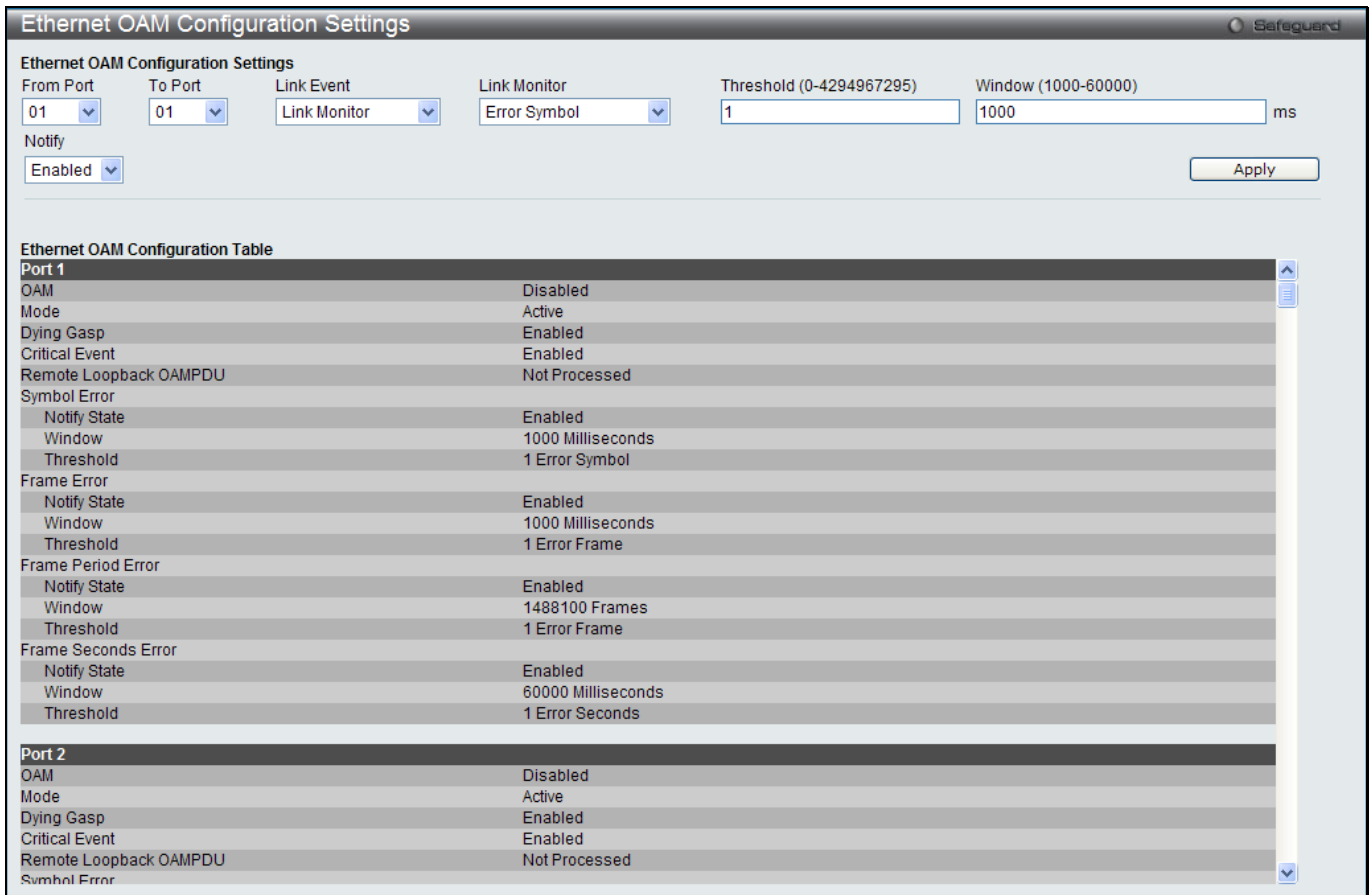 Ethernet OAM Configuration Settings
Safeguard
Ethernet OAM Configuration Settings
From Port To Port Link Event Link Monitor Threshold (0-4294967295) Window (1000-60000)
01 01 Link Monitor Error Symbol 1 1000 ms
Notify
Enabled Apply
Ethernet OAM Configuration Table
Port 1
OAM Disabled
Mode Active
Dying Gasp Enabled
Critical Event Enabled
Remote Loopback OAMPDU Not Processed
Symbol Error
Notify State Enabled
Window 1000 Milliseconds
Threshold 1 Error Symbol
Frame Error
Notify State Enabled
Window 1000 Milliseconds
Threshold 1 Error Frame
Frame Period Error
Notify State Enabled
Window 1488100 Frames
Threshold 1 Error Frame
Frame Seconds Error
Notify State Enabled
Window 60000 Milliseconds
Threshold 1 Error Seconds
Port 2
OAM Disabled
Mode Active
Dying Gasp Enabled
Critical Event Enabled
Remote Loopback OAMPDU Not Processed
Symbol Error